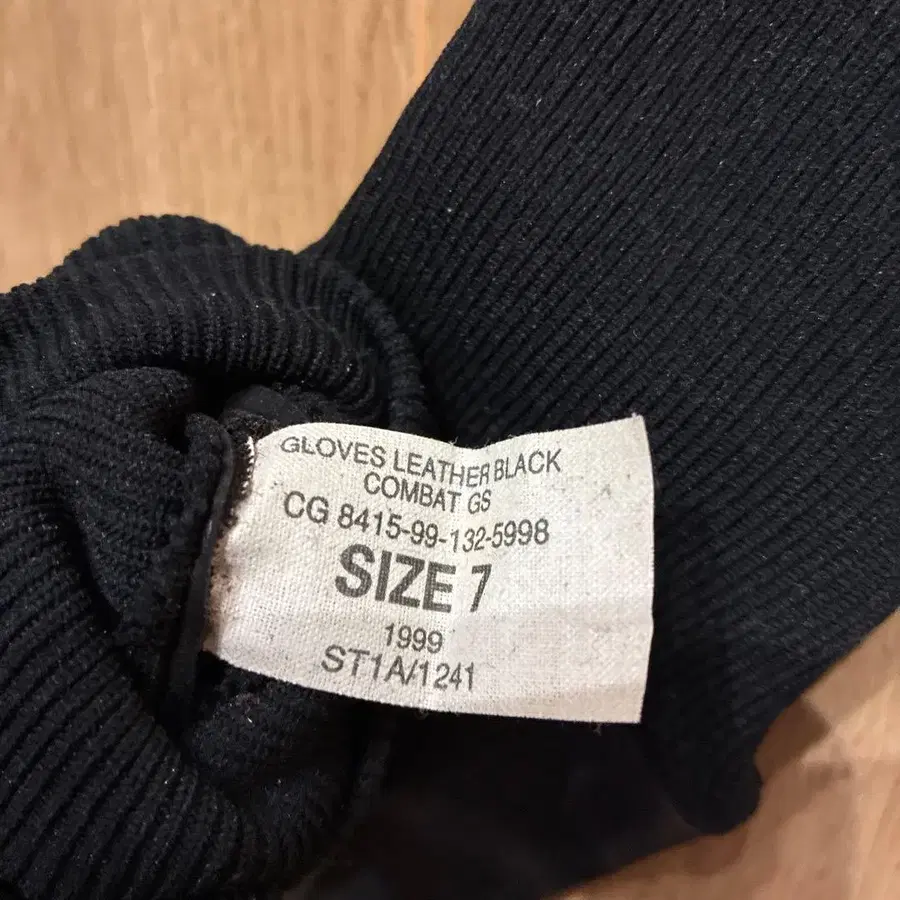 GLOVES LEATHER BLACK
COMBAT GS
CG 8415-99-132-5998
SIZE 7
1999
ST1A/1241